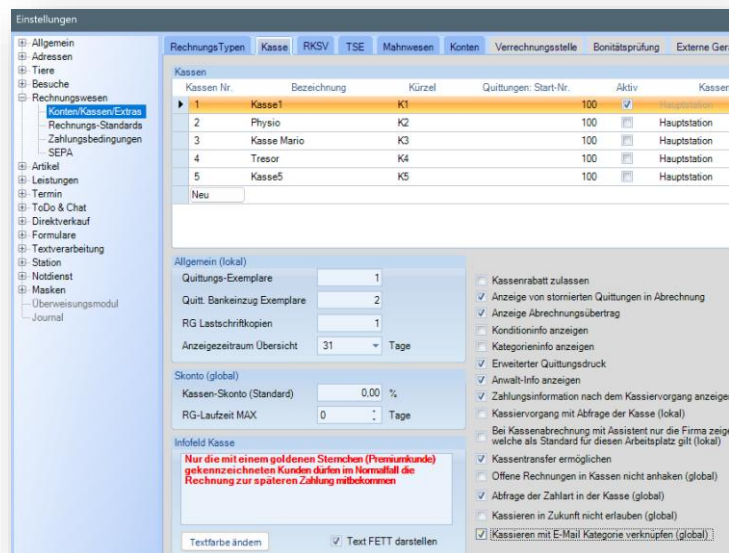 Einstellungen
Allgemein
Adressen
Tiere
Besuche
Rechnungswesen
Konten/Kassen/Extras
Rechnungs-Standards
Zahlungsbedingungen
SEPA
Artikel
Leistungen
Termin
ToDo & Chat
Direktverkauf
Formulare
Textverarbeitung
Station
Notdienst
Masken
Überweisungsmodul
Journal
RechnungsTypen Kasse RKSV TSE Mahnwesen Konten Verrechnungsstelle Bonitätsprüfung Externe Ger
Kassen
Kassen Nr. Bezeichnung Kürzel Quittungen: Start-Nr. Aktiv Kassen
1 Kasse1 K1 100 Hauptstation
2 Physio K2 100 Hauptstation
3 Kasse Mario K3 100 Hauptstation
4 Tresor K4 100 Hauptstation
5 Kasse5 K5 100 Hauptstation
Neu
Allgemein (lokal)
Quittungs-Exemplare 1
Quitt. Bankeinzug Exemplare 2
RG Lastschriftkopien 1
Anzeigezeitraum Übersicht 31 Tage
Skonto (global)
Kassen-Skonto (Standard) 0,00 %
RG-Laufzeit MAX 0 Tage
Infofeld Kasse
Nur die mit einem goldenen Sternchen (Premiumkunde)
gekennzeichneten Kunden dürfen im Normalfall die
Rechnung zur späteren Zahlung mitbekommen
Textfarbe ändern Text FETT darstellen
Kassenrabatt zulassen
Anzeige von stornierten Quittungen in Abrechnung
Anzeige Abrechnungsübertrag
Konditioninfo anzeigen
Kategorieninfo anzeigen
Erweiterter Quittungsdruck
Anwalt-Info anzeigen
Zahlungsinformation nach dem Kassiervorgang anzeigen
Kassiervorgang mit Abfrage der Kasse (lokal)
Bei Kassenabrechnung mit Assistent nur die Firma zeige
welche als Standard für diesen Arbeitsplatz gilt (lokal)
Kassentransfer ermöglichen
Offene Rechnungen in Kassen nicht anhaken (global)
Abfrage der Zahlart in der Kasse (global)
Kassieren in Zukunft nicht erlauben (global)
Kassieren mit E-Mail Kategorie verknüpfen (global)